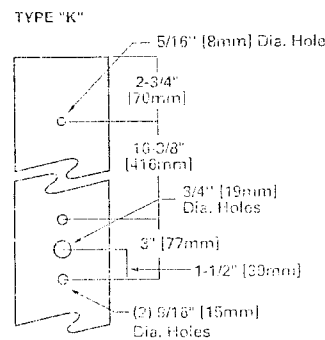 TYPE "K"
5/16" [8mm] Dia. Hole
2-3/4"
[70mm]
16-3/8"
[416mm]
3/4" [19mm]
Dia. Holes
3" [77mm]
1-1/2" [39mm]
(2) 9/16" [15mm]
Dia. Holes